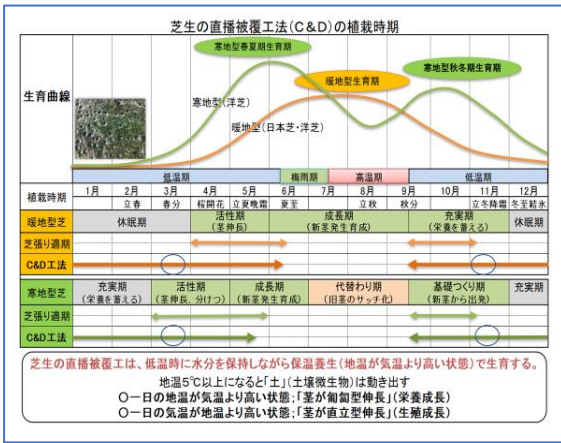 芝生の直播被覆工法（C＆D）の植栽時期
寒地型春夏期生育期
暖地型生育期
寒地型秋冬期生育期
生育曲線
寒地型（洋芝）
暖地型（日本芝・洋芝）
低温期 梅雨期 高温期 低温期
植栽時期 1月 2月 3月 4月 5月 6月 7月 8月 9月 10月 11月 12月
立春 春分 桜開花 立夏晩霜 夏至 立秋 秋分 立冬降霜 冬至結氷
暖地型芝 休眠期 活性期 成長期 充実期 休眠期
（茎伸長） （新茎発生育成） （栄養を蓄える）
芝張り適期
C＆D工法
寒地型芝 充実期 活性期 成長期 代替わり期 基礎づくり期 充実期
（栄養を蓄える） （茎伸長、分けつ） （新茎発生育成） （旧茎のサッチ化） （新茎から出発）
芝張り適期
C＆D工法
芝生の直播被覆工は、低温時に水分を保持しながら保温養生（地温が気温より高い状態）で生育する。
地温5℃以上になると「土」（土壌微生物）は動き出す
〇一日の地温が気温より高い状態；「茎が匍匐型伸長」（栄養成長）
〇一日の気温が地温より高い状態；「茎が直立型伸長」（生殖成長）